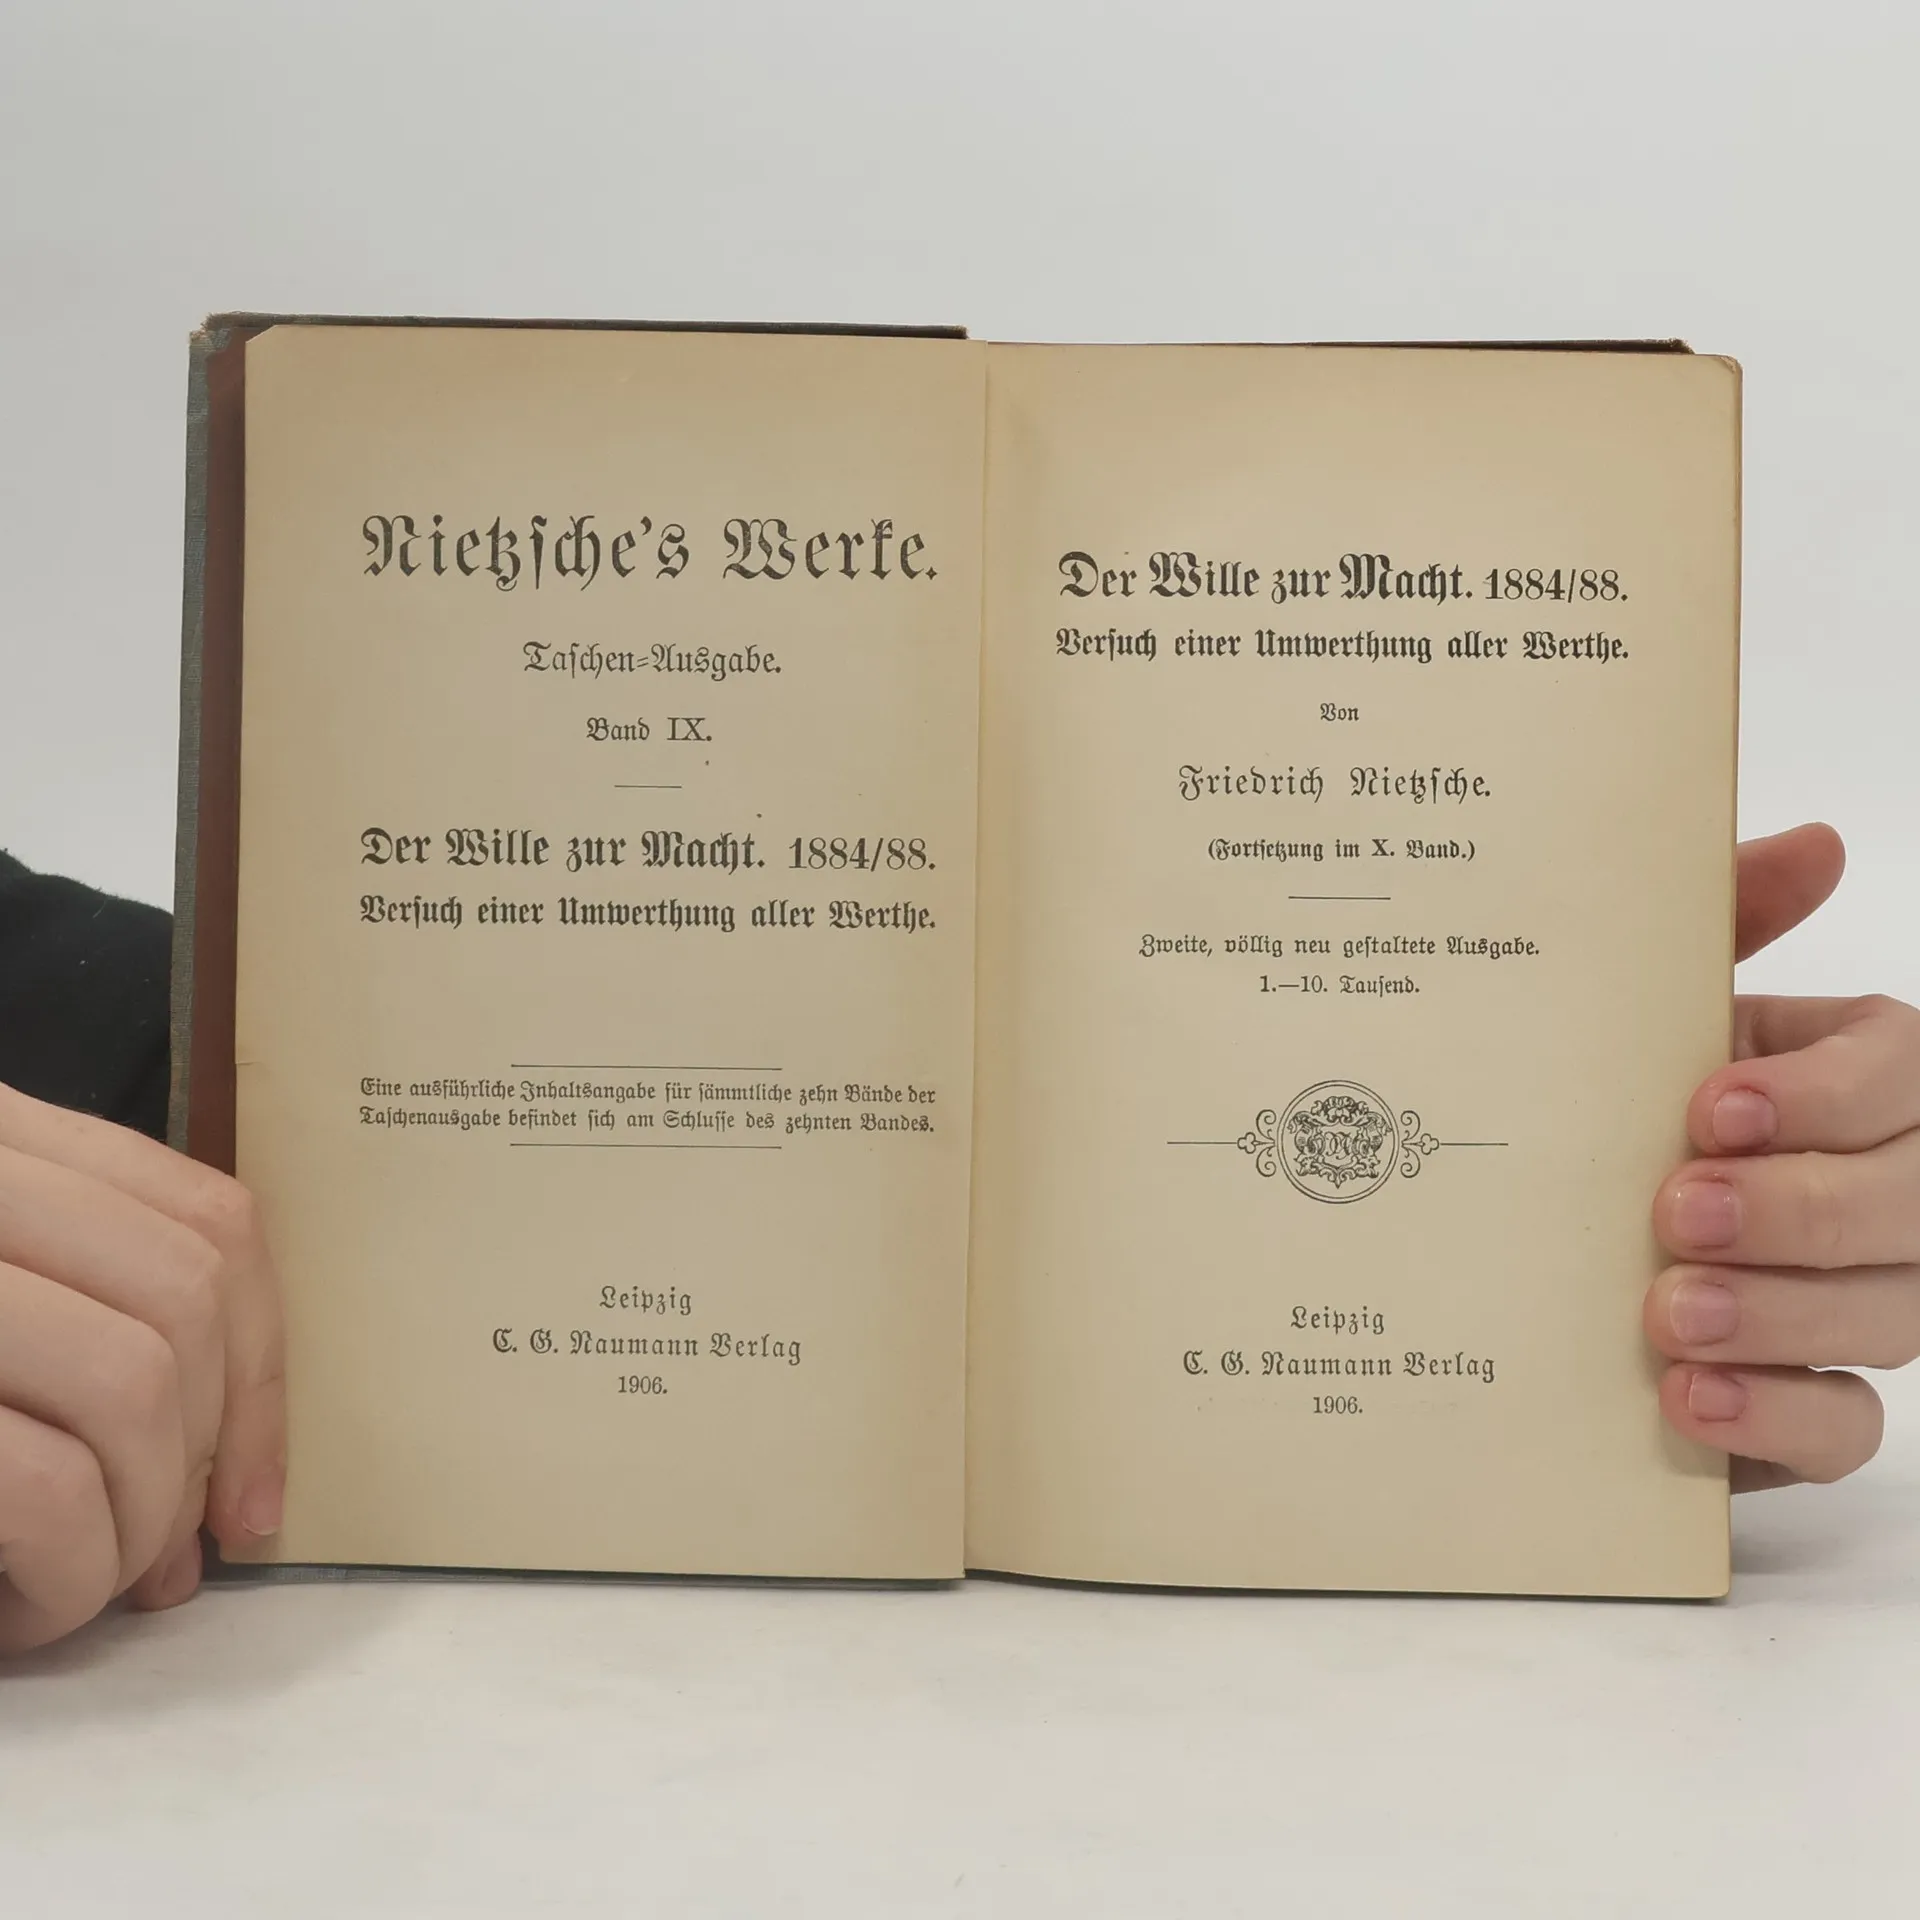 Nietzsche's Werke.
Taschen-Ausgabe.
Band IX.
Der Wille zur Macht. 1884/88.
Versuch einer Umwerthung aller Werthe.
Eine ausführliche Inhaltsangabe für sämmtliche zehn Bände der
Taschenausgabe befindet sich am Schlusse des zehnten Bandes.
Leipzig
C. G. Naumann Verlag
1906.
Der Wille zur Macht. 1884/88.
Versuch einer Umwerthung aller Werthe.
Von
Friedrich Nietzsche.
(Fortsetzung im X. Band.)
Zweite, völlig neu gestaltete Ausgabe.
1.—10. Tausend.
Leipzig
C. G. Naumann Verlag
1906.